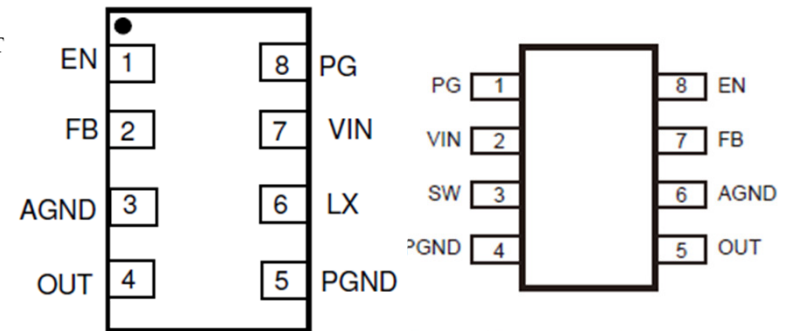 EN 1 8 PG
FB 2 7 VIN
AGND 3 6 LX
OUT 4 5 PGND
PG 1 8 EN
VIN 2 7 FB
SW 3 6 AGND
PGND 4 5 OUT